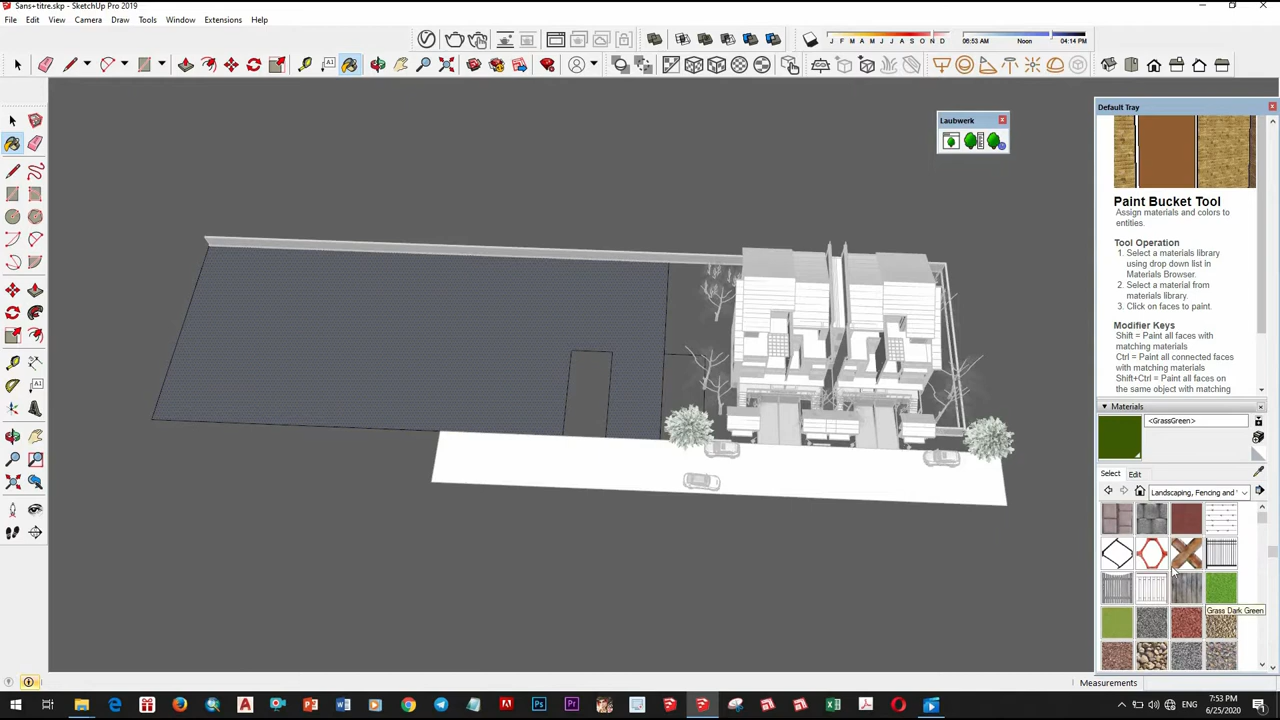 Sans+titre.skp - SketchUp Pro 2019
File Edit View Camera Draw Tools Window Extensions Help
J F M A M J J A S O N D
06:53 AM Noon 04:14 PM
Laubwerk
Default Tray
Paint Bucket Tool
Assign materials and colors to
entities.
Tool Operation
1. Select a materials library
using drop down list in
Materials Browser.
2. Select a material from
materials library.
3. Click on faces to paint.
Modifier Keys
Shift = Paint all faces with
matching materials
Ctrl = Paint all connected faces
with matching materials
Shift+Ctrl = Paint all faces on
the same object with matching
Materials
<GrassGreen>
Select Edit
Landscaping, Fencing and '
Grass Dark Green
Measurements
ENG
7:53 PM
6/25/2020